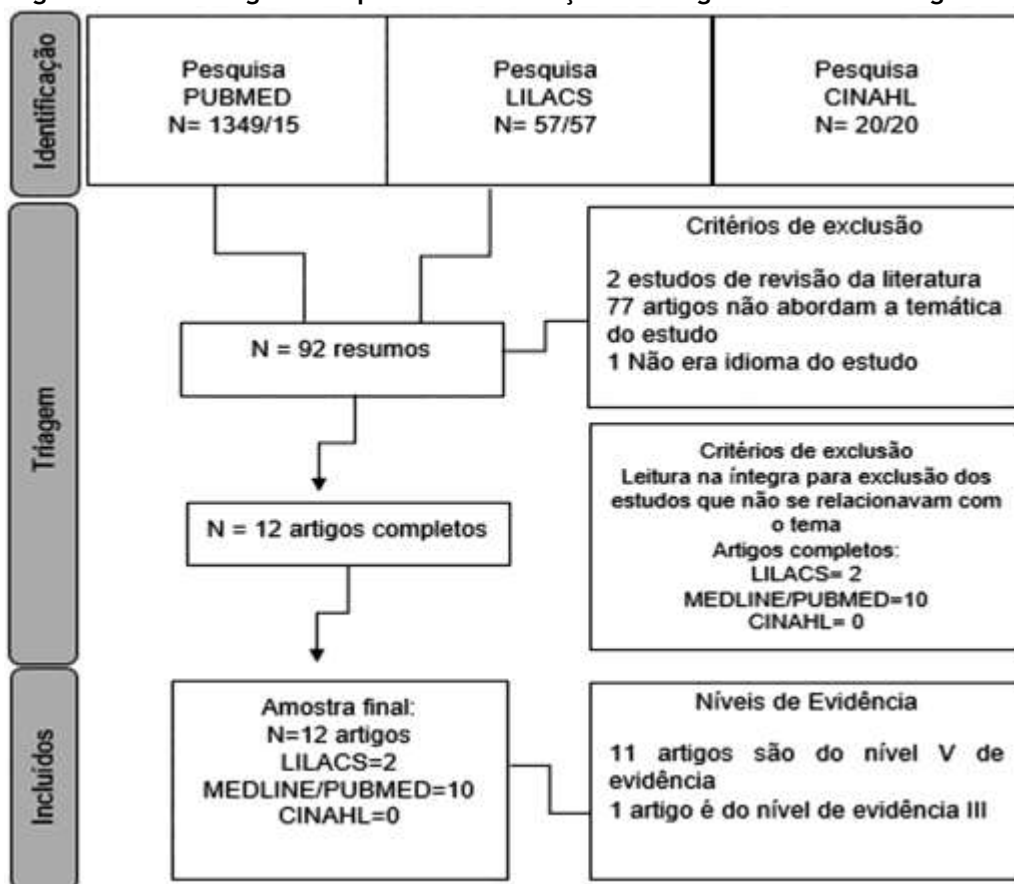 Identificação
Pesquisa
PUBMED
N= 1349/15
Pesquisa
LILACS
N= 57/57
Pesquisa
CINAHL
N= 20/20
Triagem
Critérios de exclusão
2 estudos de revisão da literatura
77 artigos não abordam a temática
do estudo
1 Não era idioma do estudo
N = 92 resumos
Critérios de exclusão
Leitura na íntegra para exclusão dos
estudos que não se relacionavam com
o tema
Artigos completos:
LILACS= 2
MEDLINE/PUBMED=10
CINAHL= 0
N = 12 artigos completos
Incluídos
Amostra final:
N=12 artigos
LILACS=2
MEDLINE/PUBMED=10
CINAHL=0
Níveis de Evidência
11 artigos são do nível V de
evidência
1 artigo é do nível de evidência III